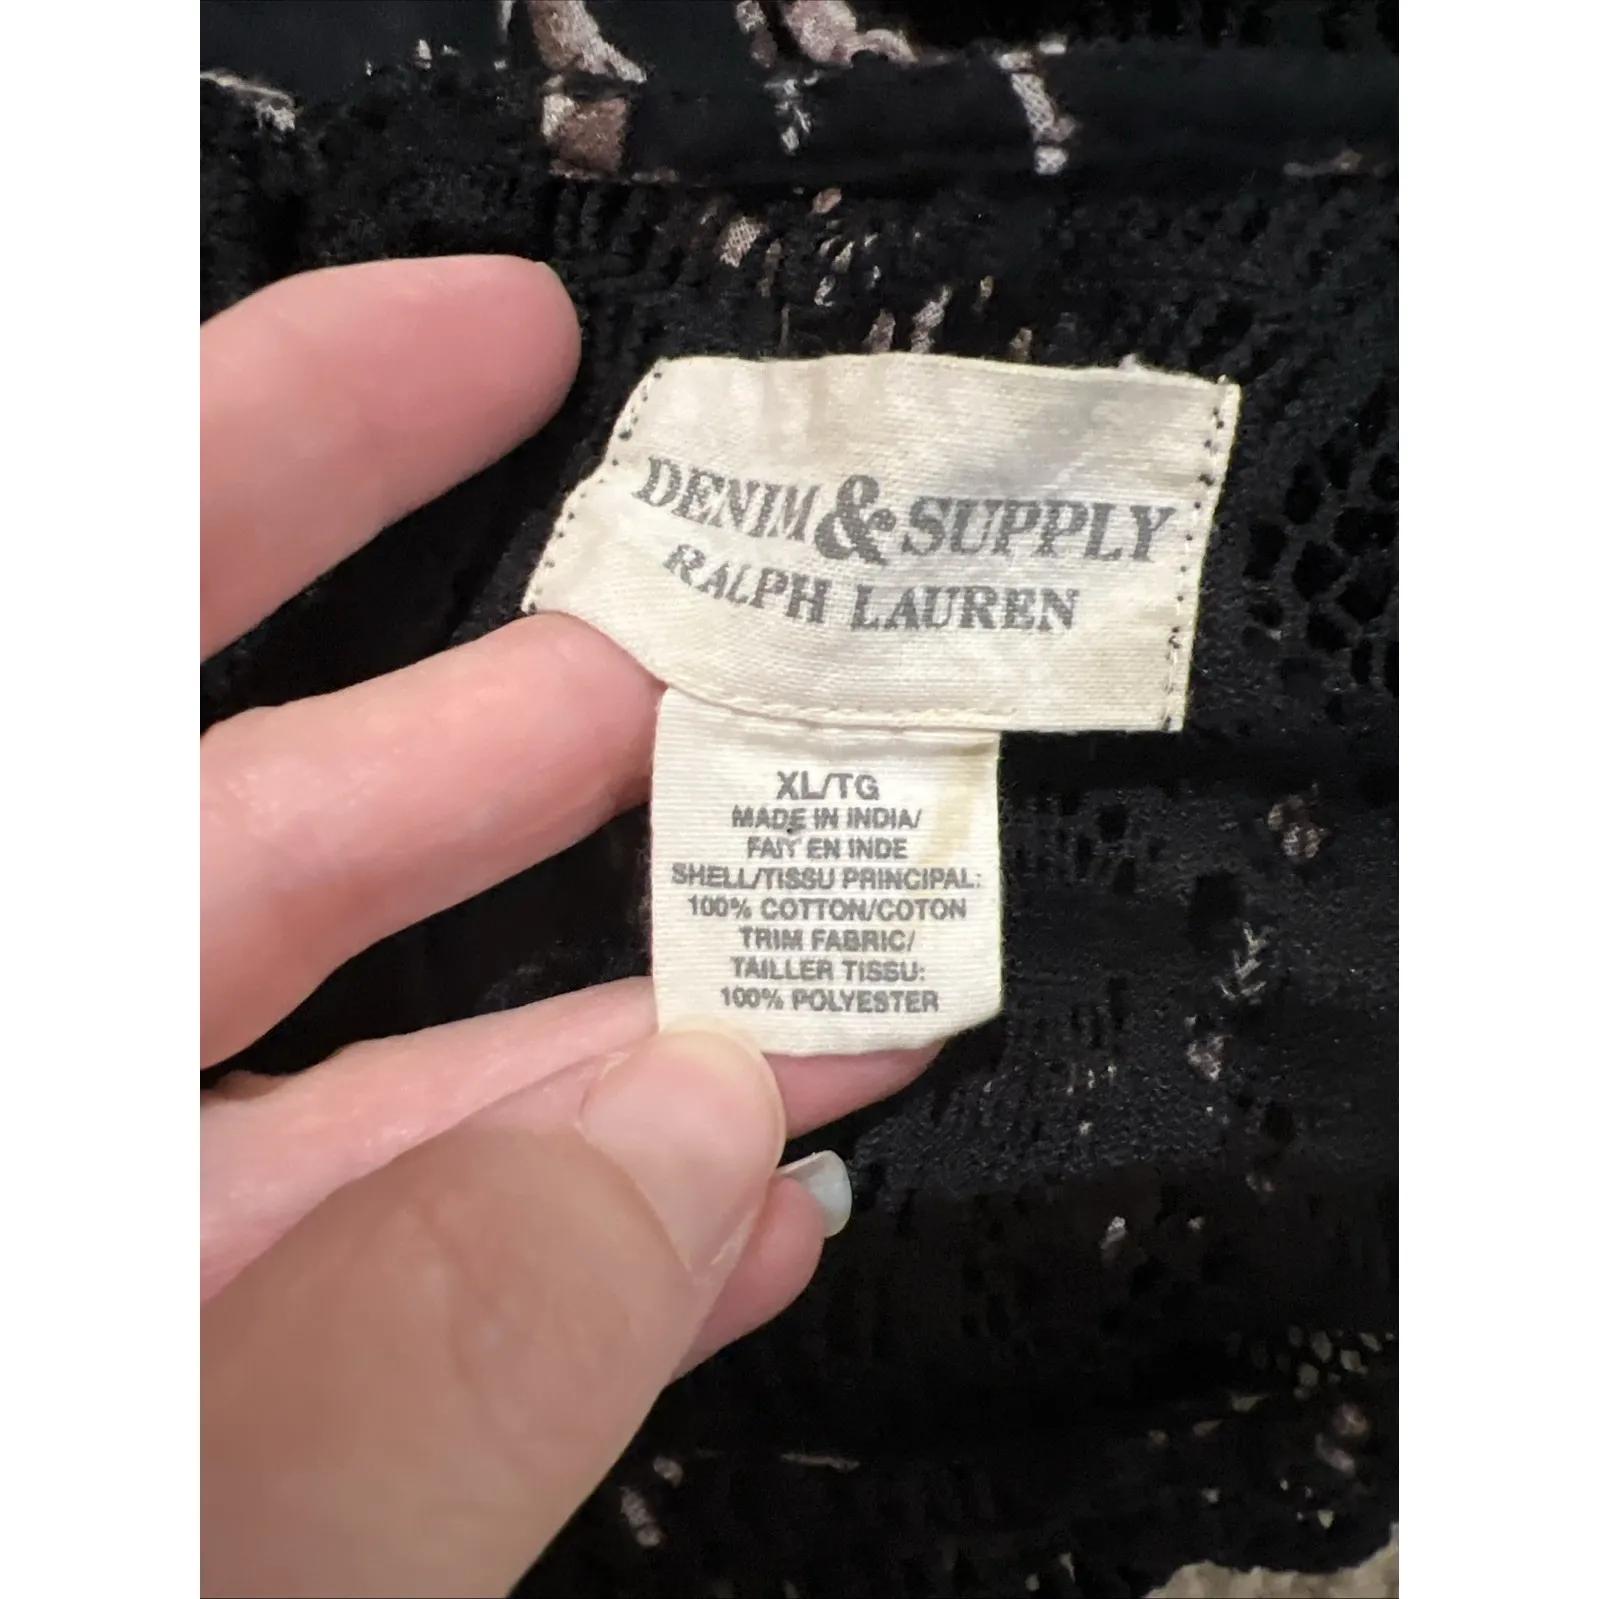 DENIM & SUPPLY
RALPH LAUREN
XL/TG
MADE IN INDIA/
FAIT EN INDE
SHELL/TISSU PRINCIPAL:
100% COTTON/COTON
TRIM FABRIC/
TAILLER TISSU:
100% POLYESTER